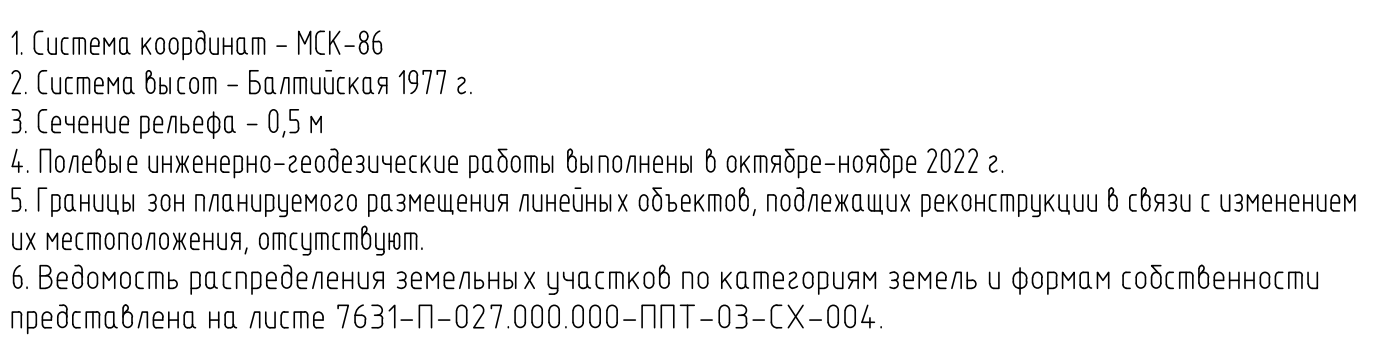 1. Система координат – МСК-86
2. Система высот – Балтийская 1977 г.
3. Сечение рельефа – 0,5 м
4. Полевые инженерно-геодезические работы выполнены в октябре-ноябре 2022 г.
5. Границы зон планируемого размещения линейных объектов, подлежащих реконструкции в связи с изменением
их местоположения, отсутствуют.
6. Ведомость распределения земельных участков по категориям земель и формам собственности
представлена на листе 7631-П-027.000.000-ППТ-03-СХ-004.